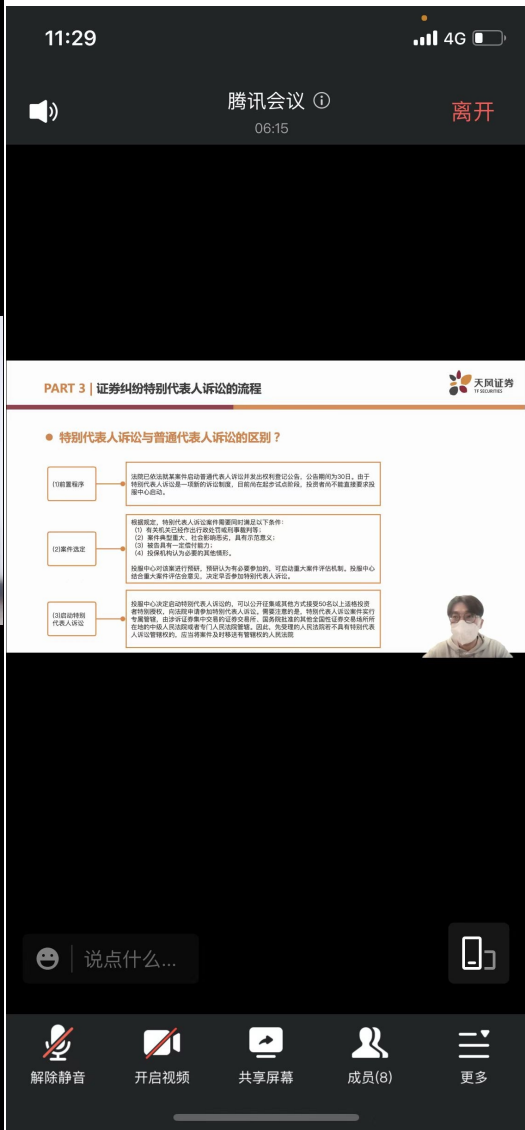 11:29
4G
腾讯会议
06:15
离开
PART 3 | 证券纠纷特别代表人诉讼的流程
天风证券
TF SECURITIES
特别代表人诉讼与普通代表人诉讼的区别？
(1)前置程序
法院已依法就某案件启动普通代表人诉讼并发出权利登记公告，公告期间为30日。由于
特别代表人诉讼是一项新的诉讼制度，目前尚在起步试点阶段，投资者尚不能直接要求投
服中心启动。
(2)案件选定
根据规定，特别代表人诉讼案件需要同时满足以下条件：
（1）有关机关已经作出行政处罚或刑事裁判等；
（2）案件典型重大，社会影响恶劣，具有示范意义；
（3）被告具有一定偿付能力；
（4）投保机构认为必要的其他情形。
投服中心对该案进行预研，预研认为有必要参加的，可启动重大案件评估机制。投服中心
结合重大案件评估会意见，决定是否参加特别代表人诉讼。
(3)启动特别
代表人诉讼
投服中心决定启动特别代表人诉讼的，可以公开征集或其他方式接受50名以上适格投资
者特别授权，向法院申请参加特别代表人诉讼。需要注意的是，特别代表人诉讼案件实行
专属管辖，由涉诉证券集中交易的证券交易所、国务院批准的其他全国性证券交易场所所
在地的中级人民法院或者专门人民法院管辖。因此，先受理的人民法院若不具有特别代表
人诉讼管辖权的，应当将案件及时移送有管辖权的人民法院
说点什么...
解除静音
开启视频
共享屏幕
成员(8)
更多